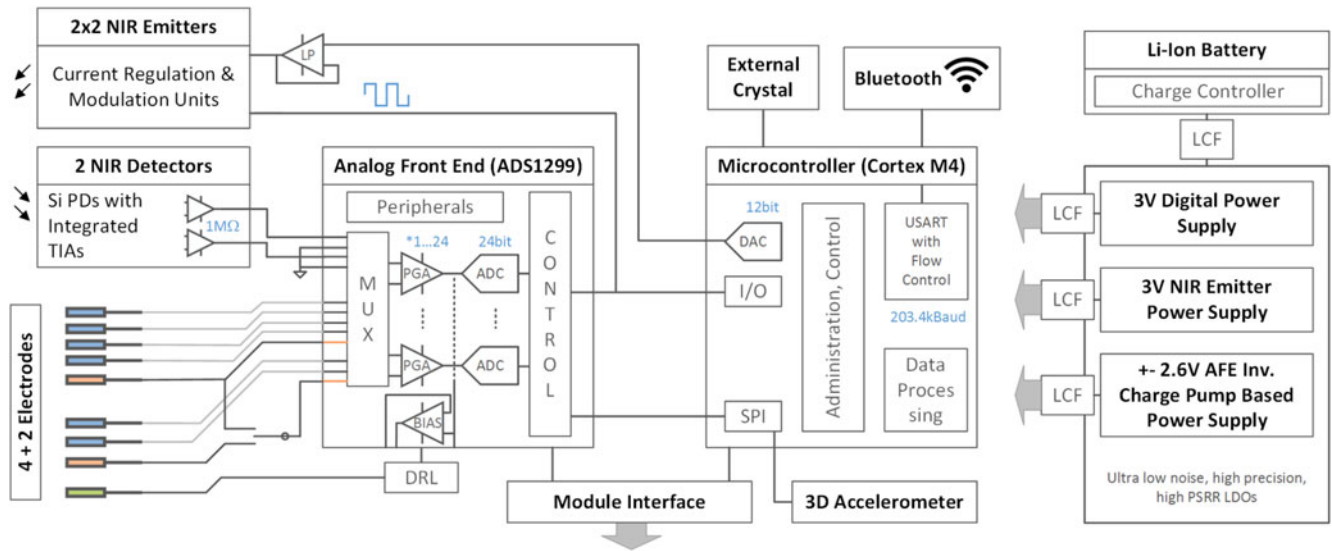 2x2 NIR Emitters
Current Regulation &
Modulation Units
LP
External
Crystal
Bluetooth
Li-Ion Battery
Charge Controller
LCF
2 NIR Detectors
Si PDs with
Integrated
TIAs
1MΩ
Analog Front End (ADS1299)
Peripherals
MUX
*1...24
PGA
24bit
ADC
PGA
ADC
CONTROL
BIAS
DRL
Microcontroller (Cortex M4)
12bit
DAC
I/O
SPI
Administration, Control
USART
with
Flow
Control
203.4kBaud
Data
Proces
sing
LCF
3V Digital Power
Supply
LCF
3V NIR Emitter
Power Supply
LCF
+- 2.6V AFE Inv.
Charge Pump Based
Power Supply
Ultra low noise, high precision,
high PSRR LDOs
4 + 2 Electrodes
Module Interface
3D Accelerometer